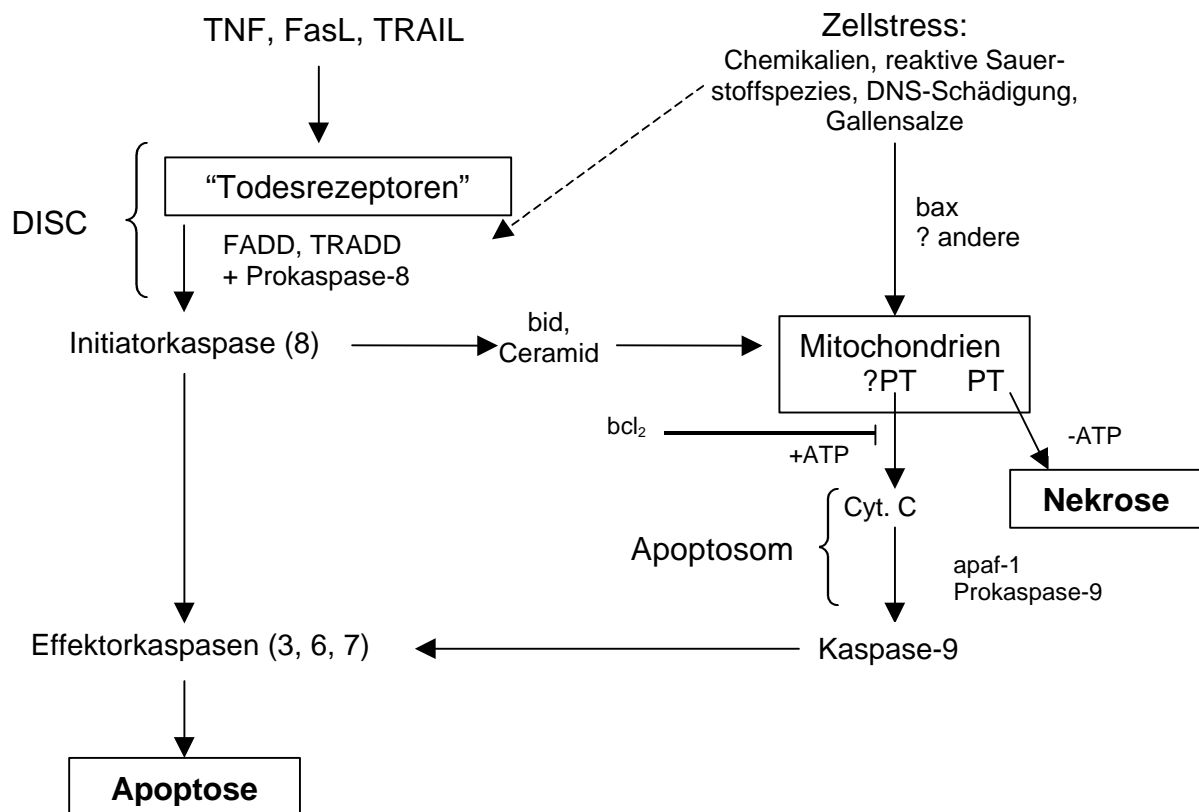 TNF, FasL, TRAIL
Zellstress:
Chemikalien, reaktive Sauer-
stoffspezies, DNS-Schädigung,
Gallensalze
“Todesrezeptoren”
DISC
FADD, TRADD
+ Prokaspase-8
bax
? andere
Initiatorkaspase (8)
bid,
Ceramid
Mitochondrien
?PT PT
bcl₂
+ATP
-ATP
Nekrose
Cyt. C
Apoptosom
apaf-1
Prokaspase-9
Effektorkaspasen (3, 6, 7)
Kaspase-9
Apoptose